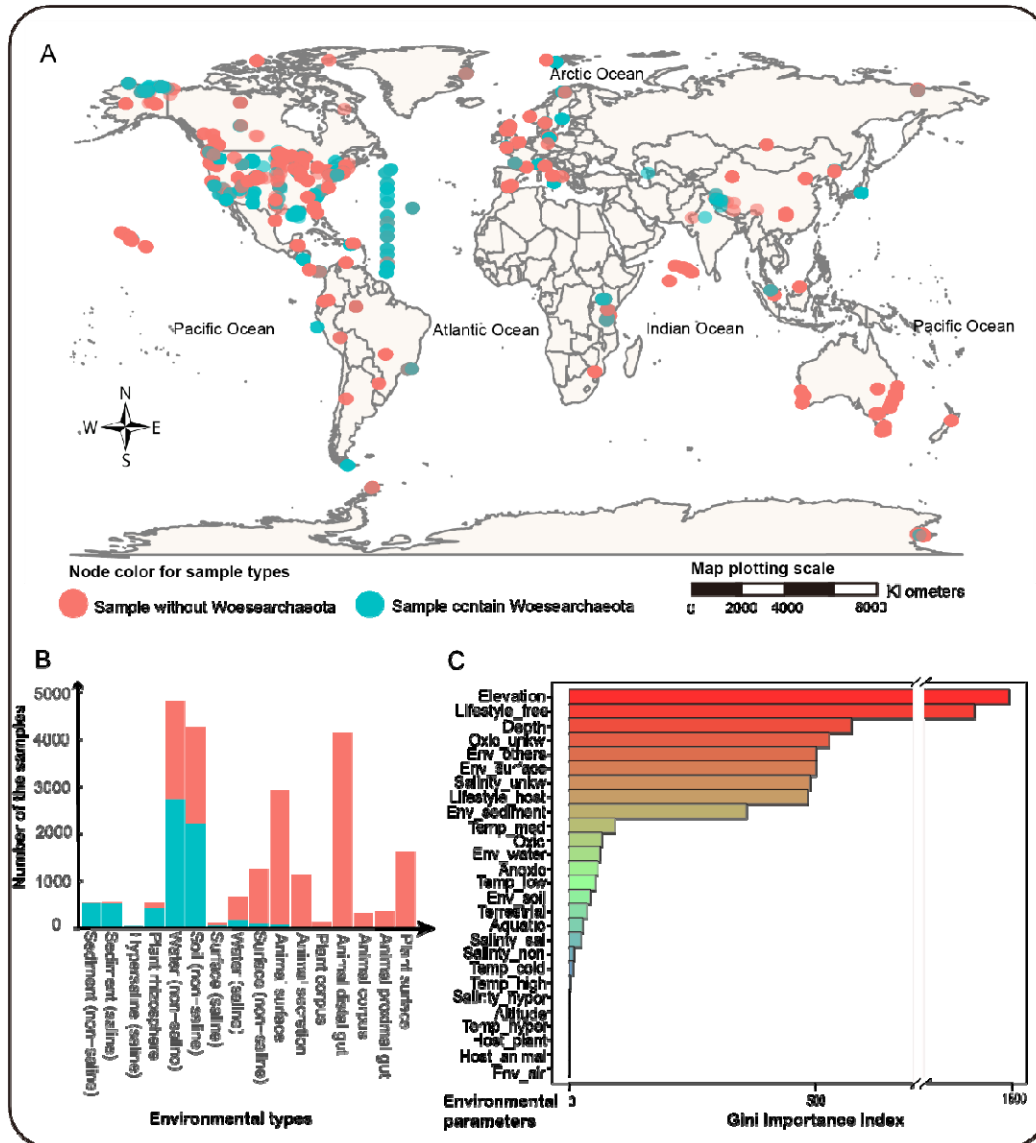 A
Arctic Ocean
Pacific Ocean
Atlantic Ocean
Indian Ocean
Pacific Ocean
N
W E
S
Node color for sample types
Sample without Woesearchaeota
Sample contain Woesearchaeota
Map plotting scale
0 2000 4000 8000
Kilometers
B
Number of the samples
5000
4000
3000
2000
1000
0
Sediment (non-saline)
Sediment (saline)
Hypersaline (saline)
Plant rhizosphere
Water (non-saline)
Soil (non-saline)
Surface (saline)
Water (saline)
Surface (non-saline)
Animal surface
Animal secretion
Plant corpus
Animal distal gut
Animal corpus
Animal proximal gut
Plant surface
Environmental types
C
Elevation
Lifestyle_free
Depth
Oxic_unkw
Env_others
Env_surface
Salinity_unkw
Lifestyle_host
Env_sediment
Temp_med
Oxic
Env_water
Anoxic
Temp_low
Env_soil
Terrestrial
Aquatic
Salinty_sal
Salinity_non
Temp_cold
Temp_high
Salinity_hyper
Altitude
Temp_hyper
Host_plant
Host_animal
Env_air
Environmental
parameters
0 500
Gini Importance Index